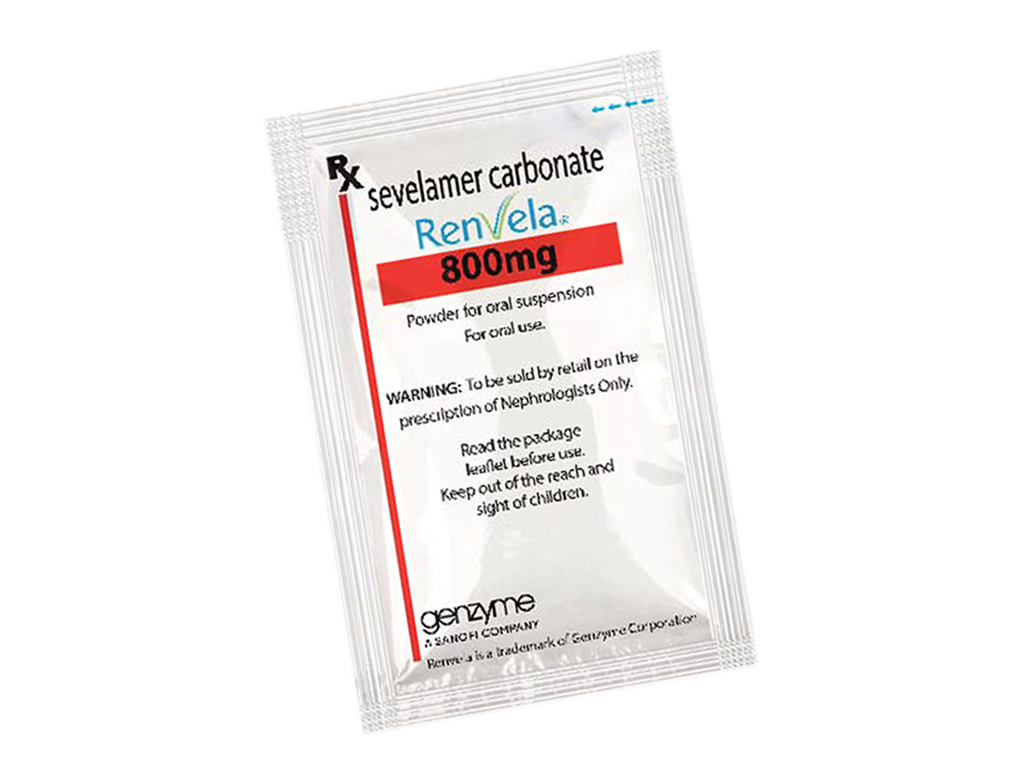 Rx
sevelamer carbonate
Renvela®
800mg
Powder for oral suspension
For oral use.
WARNING: To be sold by retail on the
prescription of Nephrologists Only.
Read the package
leaflet before use.
Keep out of the reach and
sight of children.
genzyme
A SANOFI COMPANY
Renvela is a trademark of Genzyme Corporation